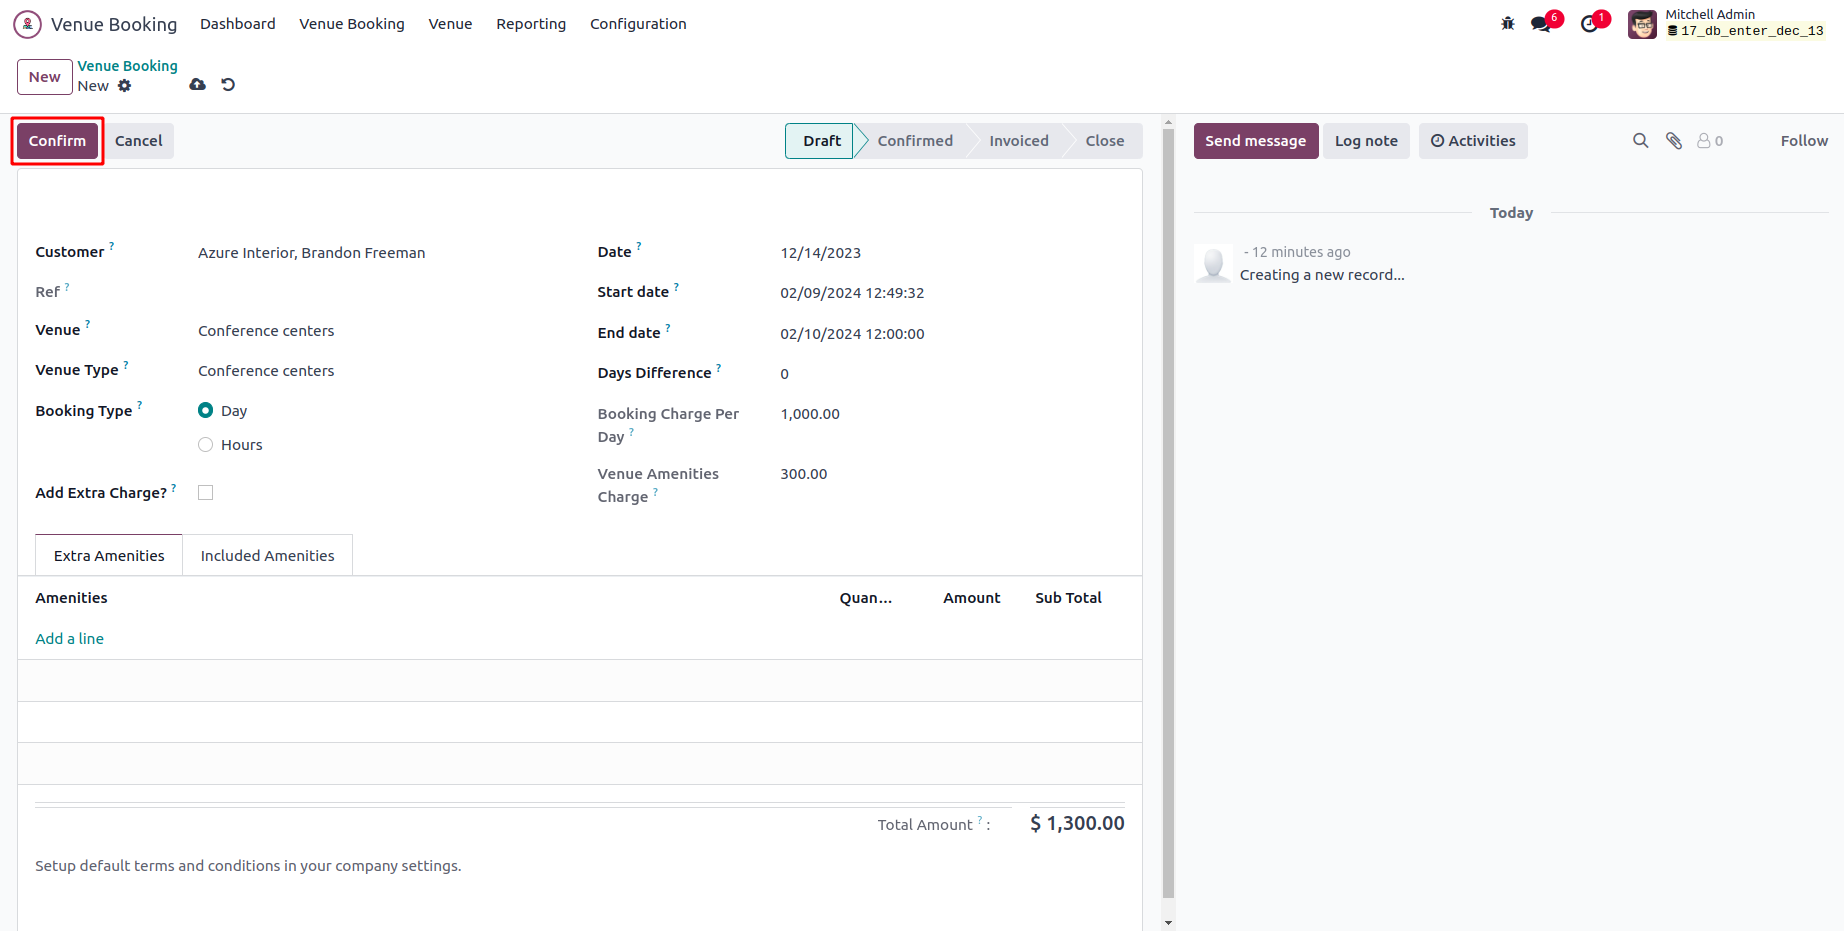 Venue Booking Dashboard Venue Booking Venue Reporting Configuration 6 1 Mitchell Admin
17_db_enter_dec_13
New Venue Booking
New
Confirm Cancel Draft Confirmed Invoiced Close Send message Log note Activities 0 Follow
Today
Customer ? Azure Interior, Brandon Freeman Date ? 12/14/2023
- 12 minutes ago
Creating a new record...
Ref ? Start date ? 02/09/2024 12:49:32
Venue ? Conference centers End date ? 02/10/2024 12:00:00
Venue Type ? Conference centers Days Difference ? 0
Booking Type ? Day Booking Charge Per Day ? 1,000.00
Hours
Venue Amenities Charge ? 300.00
Add Extra Charge? ?
Extra Amenities Included Amenities
Amenities Quan... Amount Sub Total
Add a line
Total Amount ? : $ 1,300.00
Setup default terms and conditions in your company settings.